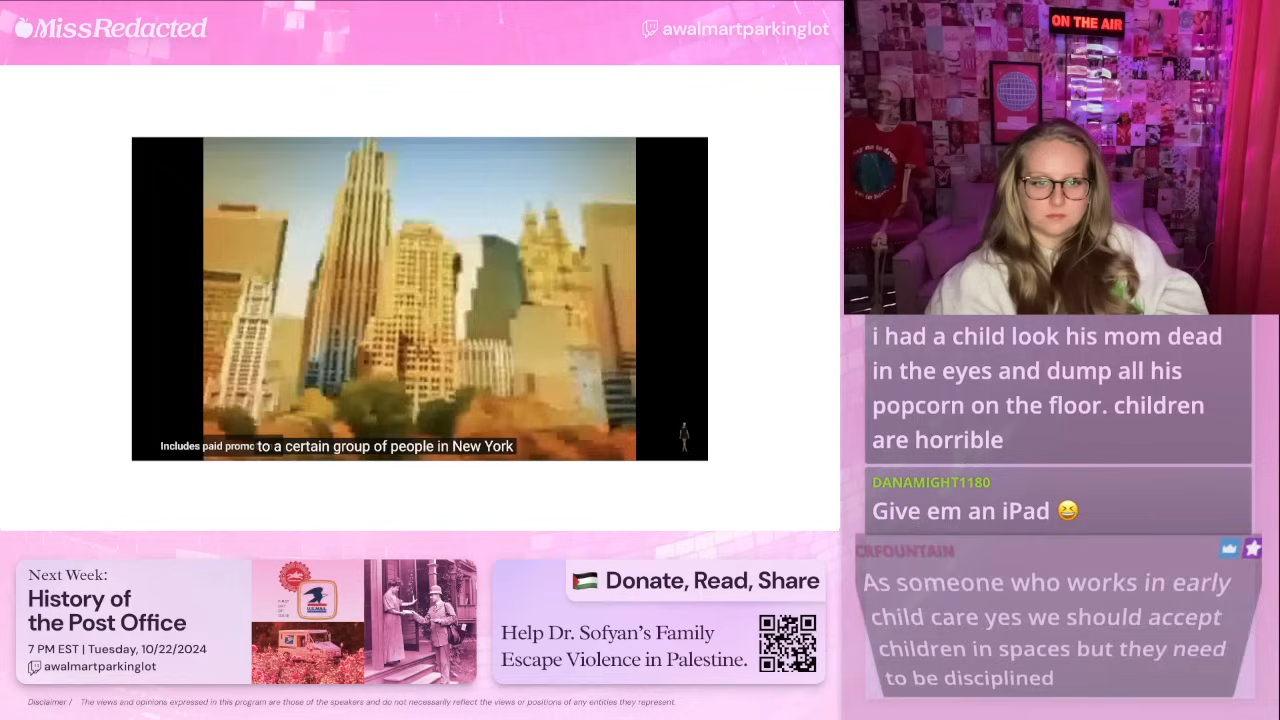 MissRedacted
awalmartparkinglot
ON THE AIR
Includes paid promo to a certain group of people in New York
i had a child look his mom dead
in the eyes and dump all his
popcorn on the floor. children
are horrible
DANAMIGHT1180
Give em an iPad 😆
CRFOUNTAIN
As someone who works in early
child care yes we should accept
children in spaces but they need
to be disciplined
Next Week:
History of
the Post Office
7 PM EST | Tuesday, 10/22/2024
awalmartparkinglot
U.S. MAIL
🇵🇸 Donate, Read, Share
Help Dr. Sofyan's Family
Escape Violence in Palestine.
Disclaimer / The views and opinions expressed in this program are those of the speakers and do not necessarily reflect the views or positions of any entities they represent.